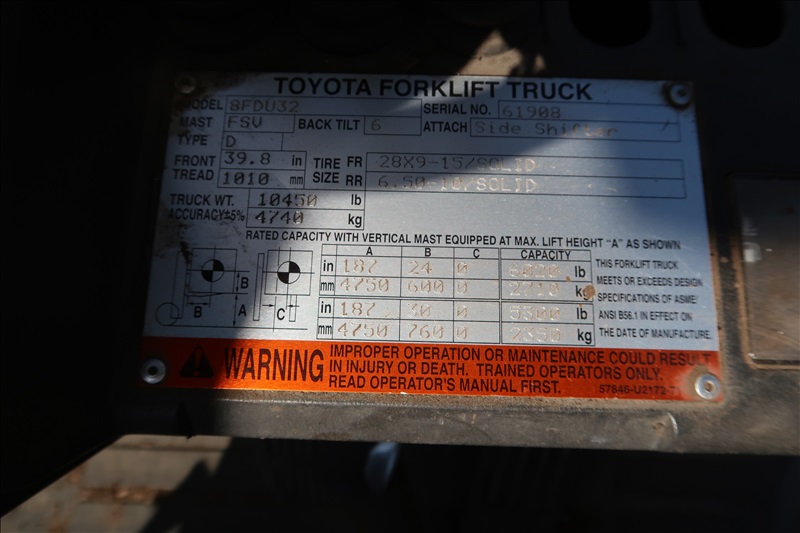 TOYOTA FORKLIFT TRUCK
MODEL 8FDU32 SERIAL NO. 61908
MAST FSV BACK TILT 6 ATTACH Side Shifter
TYPE D
FRONT TREAD 39.8 in 1010 mm
TIRE SIZE FR 28X9-15/SOLID
RR 6.50-10/SOLID
TRUCK WT. 10450 lb
ACCURACY±5% 4740 kg
RATED CAPACITY WITH VERTICAL MAST EQUIPPED AT MAX. LIFT HEIGHT "A" AS SHOWN
A B C CAPACITY
in 187 24 0 lb
mm 4750 600 0 kg
in 187 30 0 lb
mm 4750 760 0 kg
B
A
B
C
THIS FORKLIFT TRUCK
MEETS OR EXCEEDS DESIGN
SPECIFICATIONS OF ASME/
ANSI B56.1 IN EFFECT ON
THE DATE OF MANUFACTURE.
WARNING
IMPROPER OPERATION OR MAINTENANCE COULD RESULT
IN INJURY OR DEATH. TRAINED OPERATORS ONLY.
READ OPERATOR'S MANUAL FIRST.
57646-U2172-7